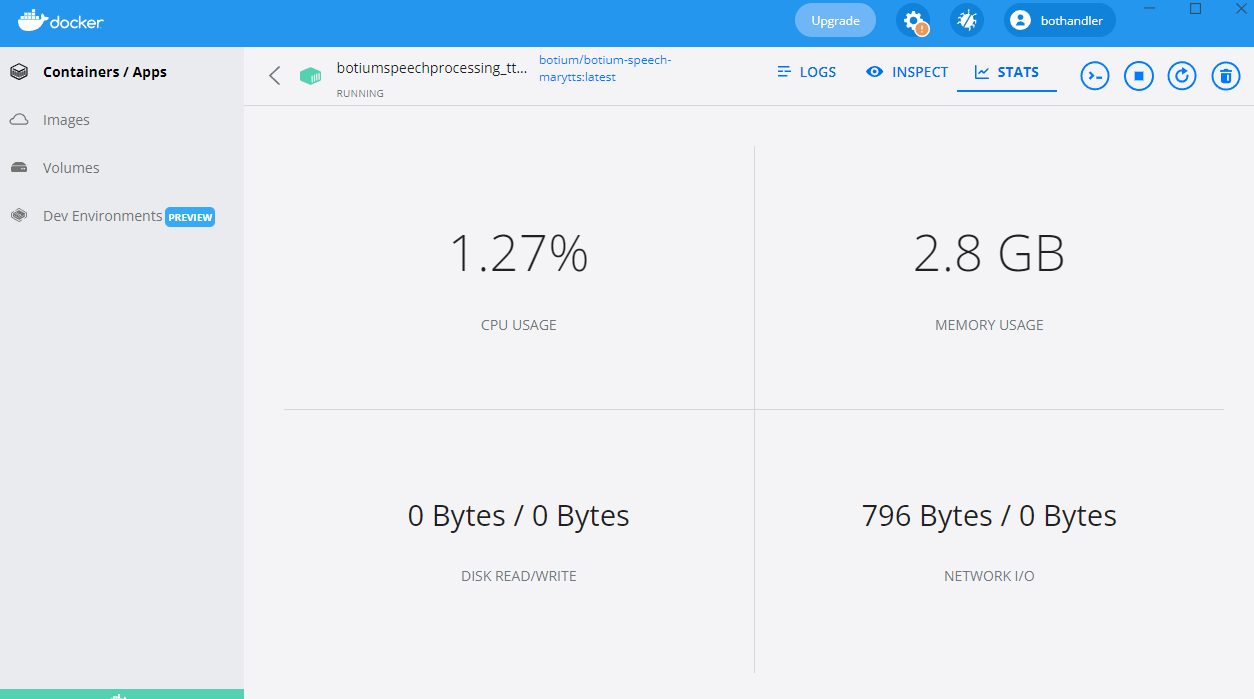 docker
Upgrade
bothandler
Containers / Apps
Images
Volumes
Dev Environments PREVIEW
botiumspeechprocessing_tt...
RUNNING
botium/botium-speech-
marytts:latest
LOGS
INSPECT
STATS
1.27%
CPU USAGE
2.8 GB
MEMORY USAGE
0 Bytes / 0 Bytes
DISK READ/WRITE
796 Bytes / 0 Bytes
NETWORK I/O